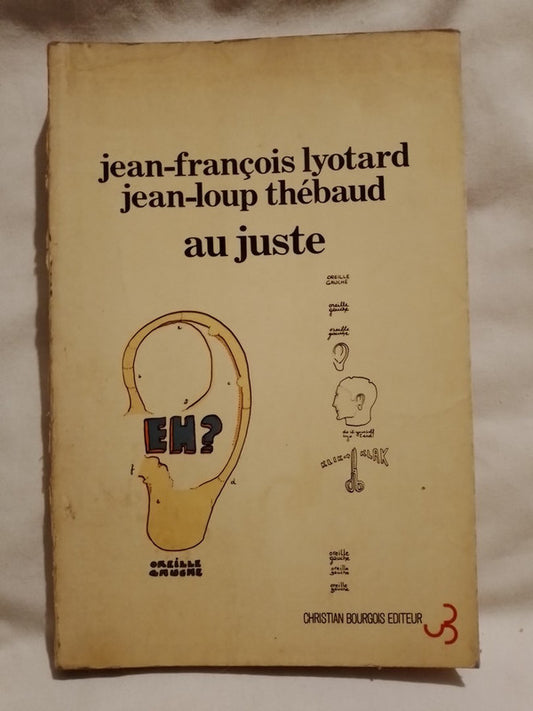 jean-françois lyotard
jean-loup thébaud
au juste
OREILLE
GAUCHE
oreille
gauche
oreille
gauche
EH?
KLAK
OREILLE
GAUCHE
oreille
gauche
oreille
gauche
oreille
gauche
CHRISTIAN BOURGOIS EDITEUR